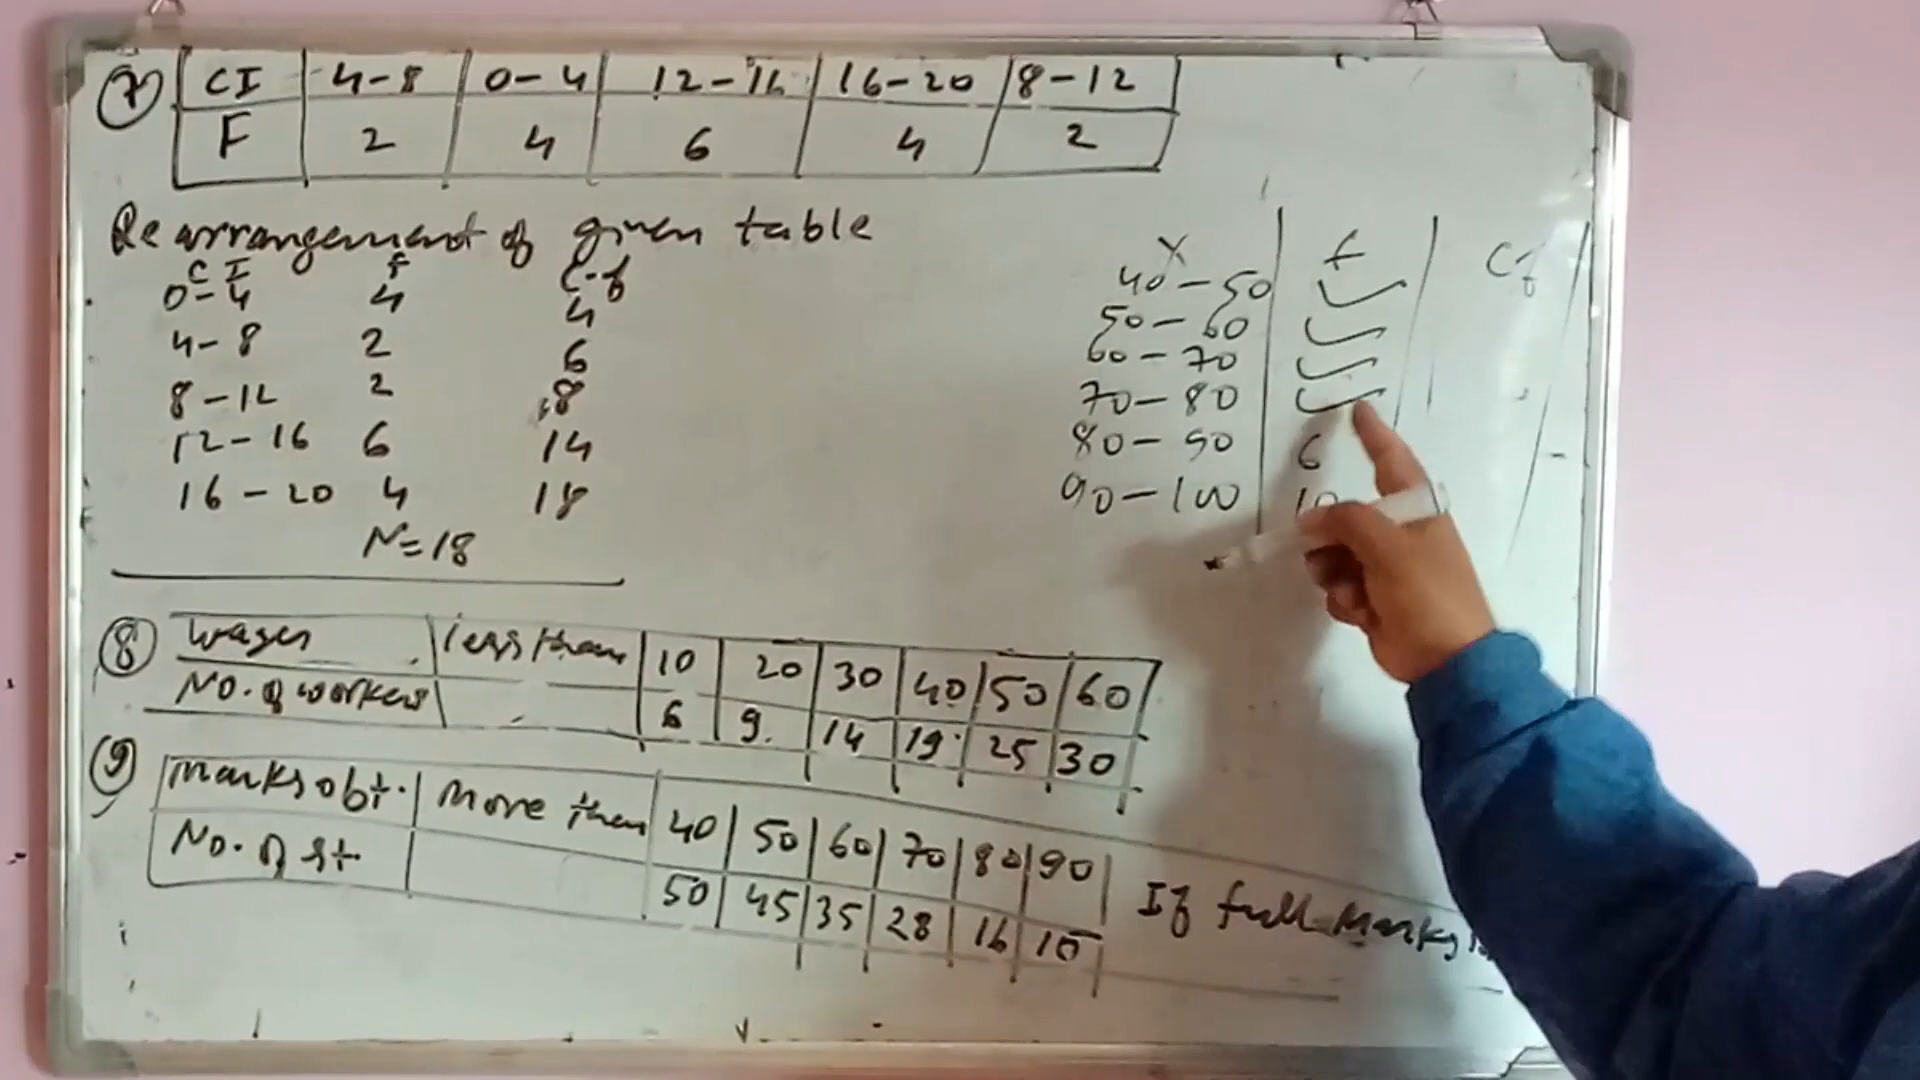 7 CI 4-8 0-4 12-16 16-20 8-12
F 2 4 6 4 2
Rearrangement of given table
CI f C.f
0-4 4 4
4-8 2 6
8-12 2 8
12-16 6 14
16-20 4 18
N=18
X f Cf
40-50
50-60
60-70
70-80
80-90 6
90-100 10
8 wages less than 10 20 30 40 50 60
No. of workers 6 9. 14 19. 25 30
9 marks obt. More than 40 50 60 70 80 90
No. of st. 50 45 35 28 16 10
If full marks